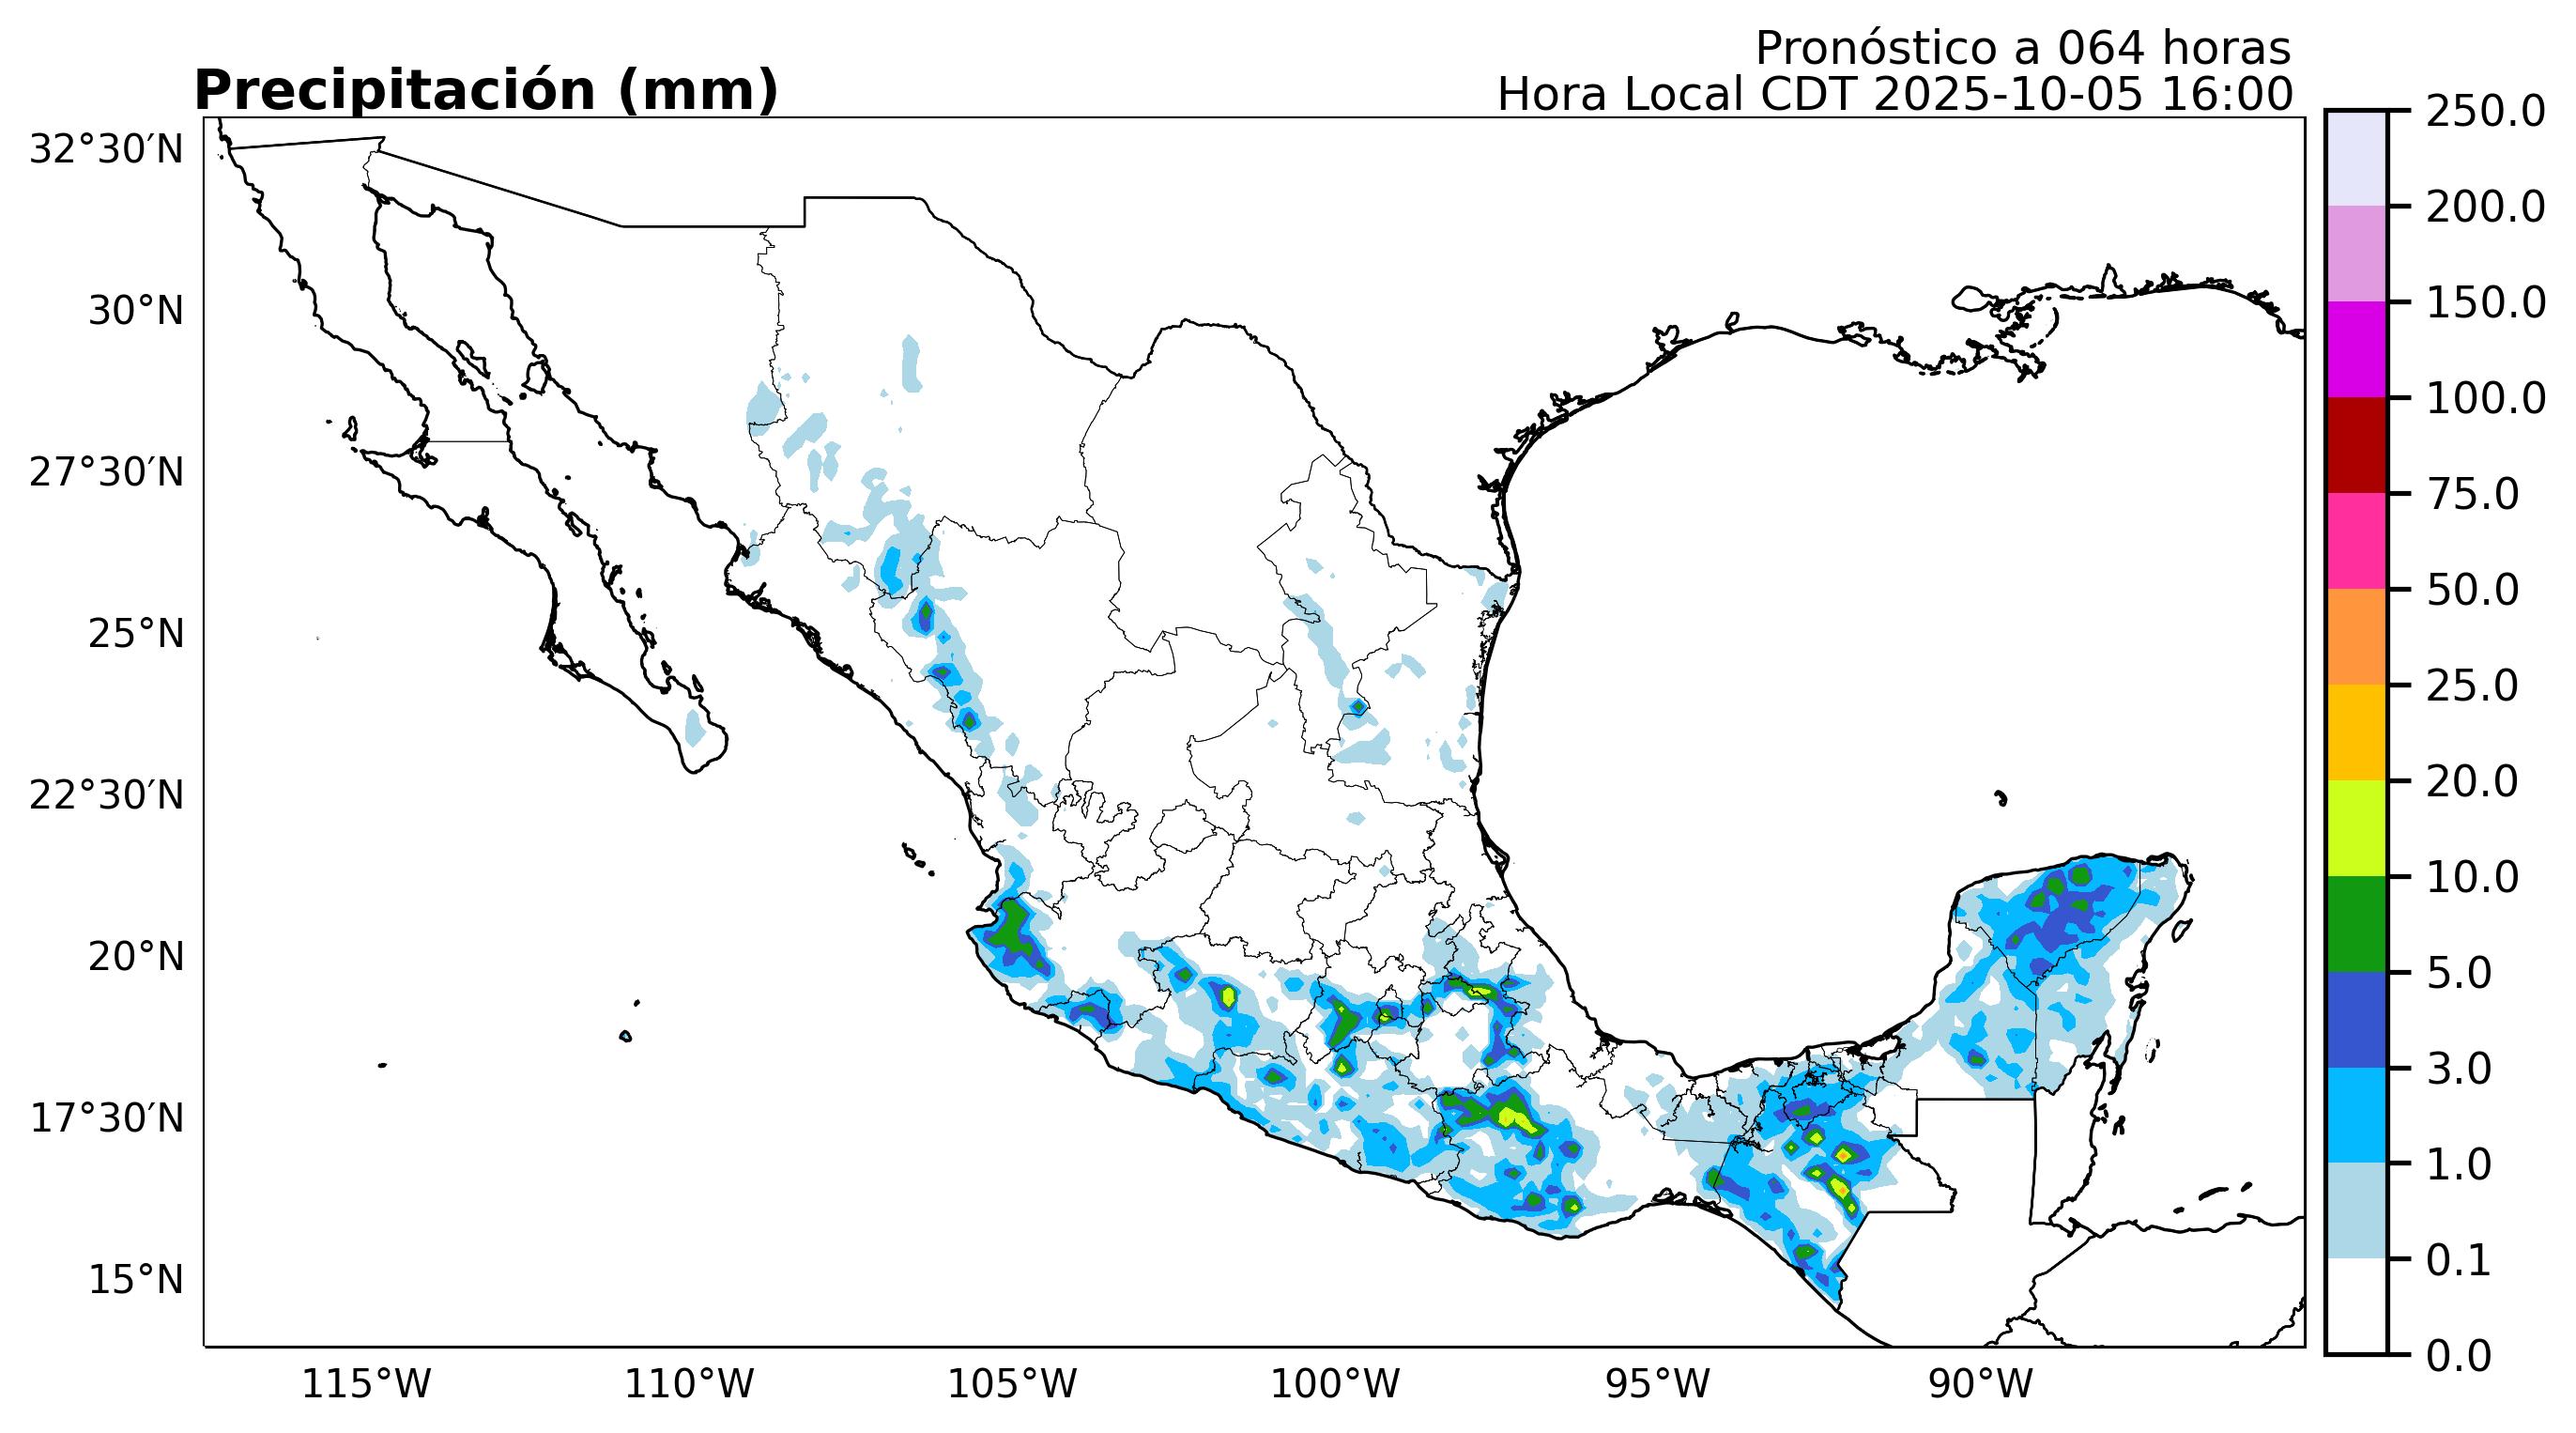 Pronóstico a 064 horas
Precipitación (mm)
Hora Local CDT 2025-10-05 16:00
32°30′N
30°N
27°30′N
25°N
22°30′N
20°N
17°30′N
15°N
115°W
110°W
105°W
100°W
95°W
90°W
250.0
200.0
150.0
100.0
75.0
50.0
25.0
20.0
10.0
5.0
3.0
1.0
0.1
0.0